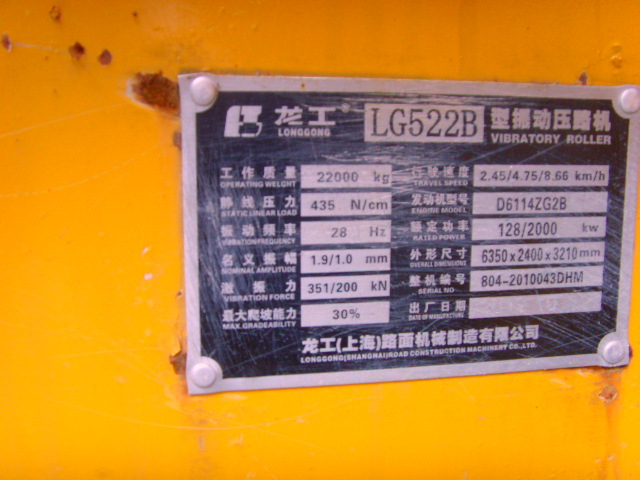 龙工® LG522B 型振动压路机
LONGGONG VIBRATORY ROLLER
工作质量 22000 kg 行驶速度 2.45/4.75/8.66 km/h
OPERATING WEIGHT TRAVEL SPEED
静线压力 435 N/cm 发动机型号 D6114ZG2B
STATIC LINEAR LOAD ENGINE MODEL
振动频率 28 Hz 额定功率 128/2000 kw
VIBRATION FREQUENCY RATED POWER
名义振幅 1.9/1.0 mm 外形尺寸 6350x2400x3210mm
NOMINAL AMPLITUDE OVERALL DIMENSIONS
激振力 351/200 kN 整机编号 804-2010043DHM
VIBRATION FORCE SERIAL NO
最大爬坡能力 30% 出厂日期
MAX.GRADEABILITY DATE OF MANUFACTURE
龙工(上海)路面机械制造有限公司
LONGGONG(SHANGHAI)ROAD CONSTRUCTION MACHINERY CO.,LTD.